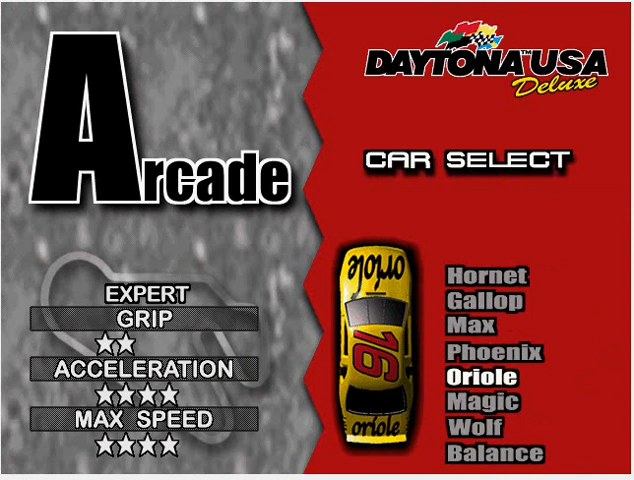 Arcade
DAYTONA USA™
Deluxe
CAR SELECT
EXPERT
GRIP
ACCELERATION
MAX SPEED
oriole
16
oriole
Hornet
Gallop
Max
Phoenix
Oriole
Magic
Wolf
Balance